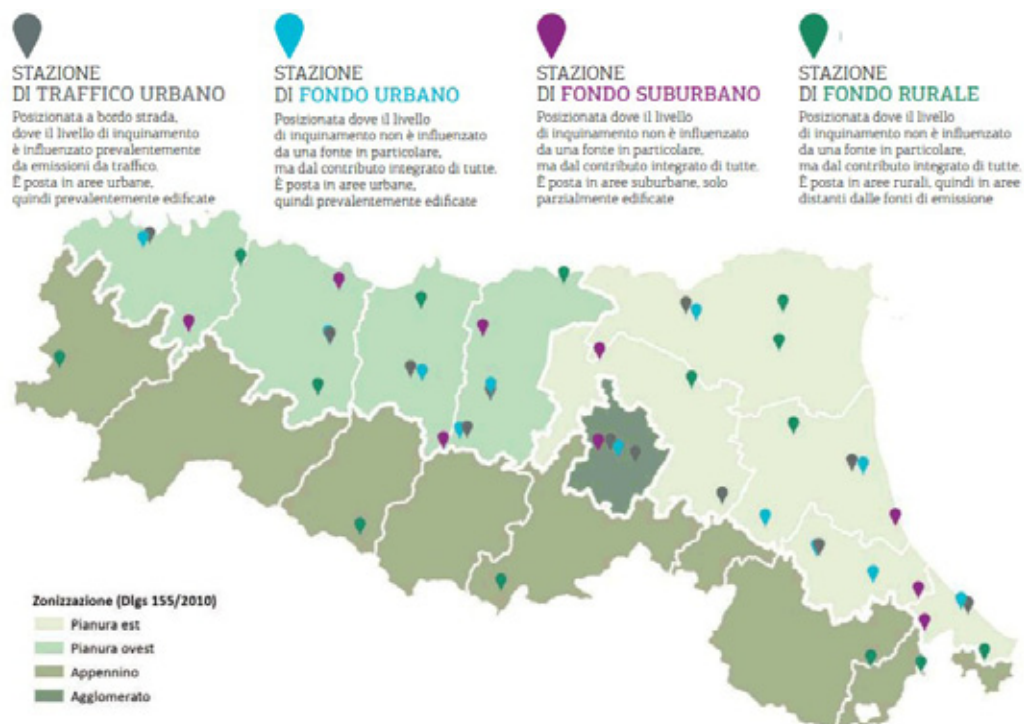 STAZIONE
DI TRAFFICO URBANO
Posizionata a bordo strada,
dove il livello di inquinamento
è influenzato prevalentemente
da emissioni da traffico.
È posta in aree urbane,
quindi prevalentemente edificate
STAZIONE
DI FONDO URBANO
Posizionata dove il livello
di inquinamento non è influenzato
da una fonte in particolare,
ma dal contributo integrato di tutte.
È posta in aree urbane,
quindi prevalentemente edificate
STAZIONE
DI FONDO SUBURBANO
Posizionata dove il livello
di inquinamento non è influenzato
da una fonte in particolare,
ma dal contributo integrato di tutte.
È posta in aree suburbane, solo
parzialmente edificate
STAZIONE
DI FONDO RURALE
Posizionata dove il livello
di inquinamento non è influenzato
da una fonte in particolare,
ma dal contributo integrato di tutte.
È posta in aree rurali, quindi in aree
distanti dalle fonti di emissione
Zonizzazione (Dlgs 155/2010)
Pianura est
Pianura ovest
Appennino
Agglomerato